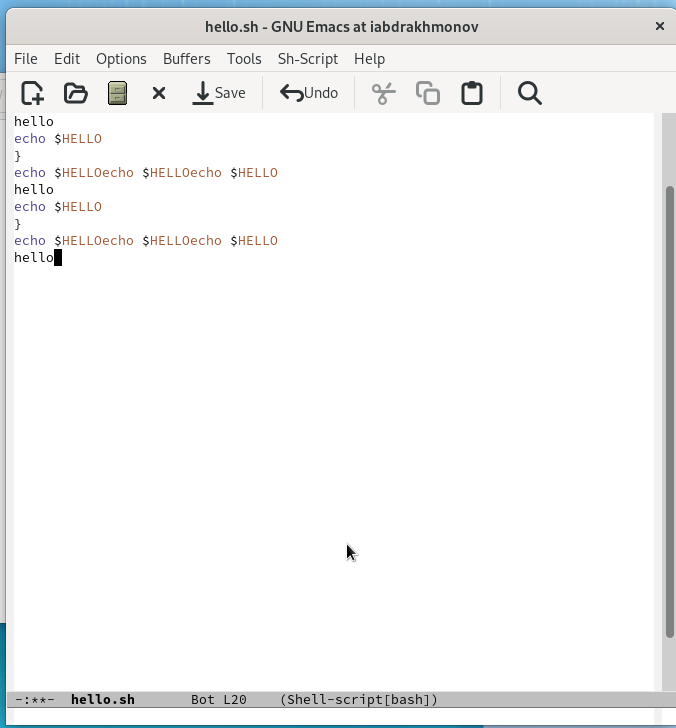 hello.sh - GNU Emacs at iabdrakhmonov
File Edit Options Buffers Tools Sh-Script Help
Save Undo
hello
echo $HELLO
}
echo $HELLOecho $HELLOecho $HELLO
hello
echo $HELLO
}
echo $HELLOecho $HELLOecho $HELLO
hello
-:**- hello.sh Bot L20 (Shell-script[bash])